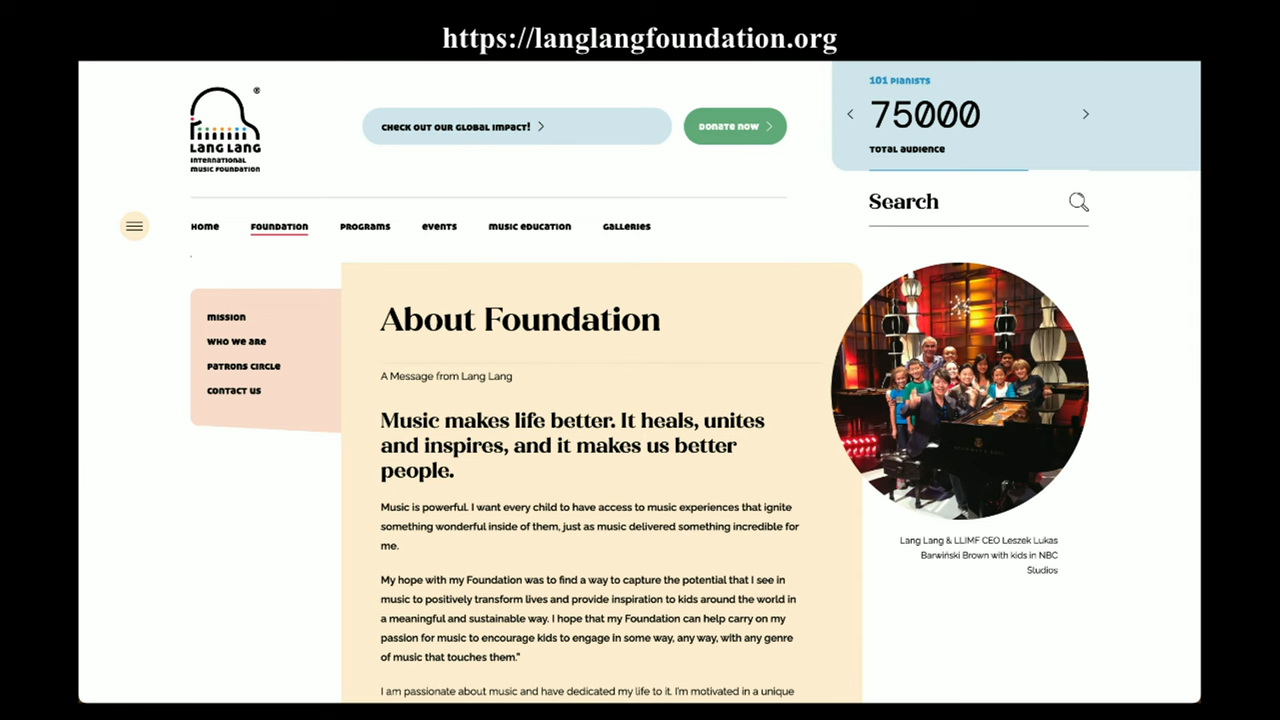 https://langlangfoundation.org
®
LANG LANG
INTERNATIONAL
MUSIC FOUNDATION
CHECK OUT OUR GLOBAL IMPACT!
DONATE NOW
101 PIANISTS
75000
TOTAL AUDIENCE
Search
HOME
FOUNDATION
PROGRAMS
EVENTS
MUSIC EDUCATION
GALLERIES
MISSION
WHO WE ARE
PATRONS CIRCLE
CONTACT US
About Foundation
A Message from Lang Lang
Music makes life better. It heals, unites
and inspires, and it makes us better
people.
Music is powerful. I want every child to have access to music experiences that ignite
something wonderful inside of them, just as music delivered something incredible for
me.
My hope with my Foundation was to find a way to capture the potential that I see in
music to positively transform lives and provide inspiration to kids around the world in
a meaningful and sustainable way. I hope that my Foundation can help carry on my
passion for music to encourage kids to engage in some way, any way, with any genre
of music that touches them."
I am passionate about music and have dedicated my life to it. I'm motivated in a unique
Lang Lang & LLIMF CEO Leszek Lukas
Barwiński Brown with kids in NBC
Studios